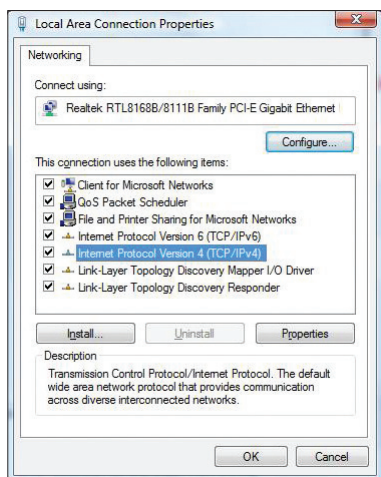 Local Area Connection Properties
Networking
Connect using:
Realtek RTL8168B/8111B Family PCI-E Gigabit Ethernet
Configure...
This connection uses the following items:
Client for Microsoft Networks
QoS Packet Scheduler
File and Printer Sharing for Microsoft Networks
Internet Protocol Version 6 (TCP/IPv6)
Internet Protocol Version 4 (TCP/IPv4)
Link-Layer Topology Discovery Mapper I/O Driver
Link-Layer Topology Discovery Responder
Install... Uninstall Properties
Description
Transmission Control Protocol/Internet Protocol. The default
wide area network protocol that provides communication
across diverse interconnected networks.
OK Cancel